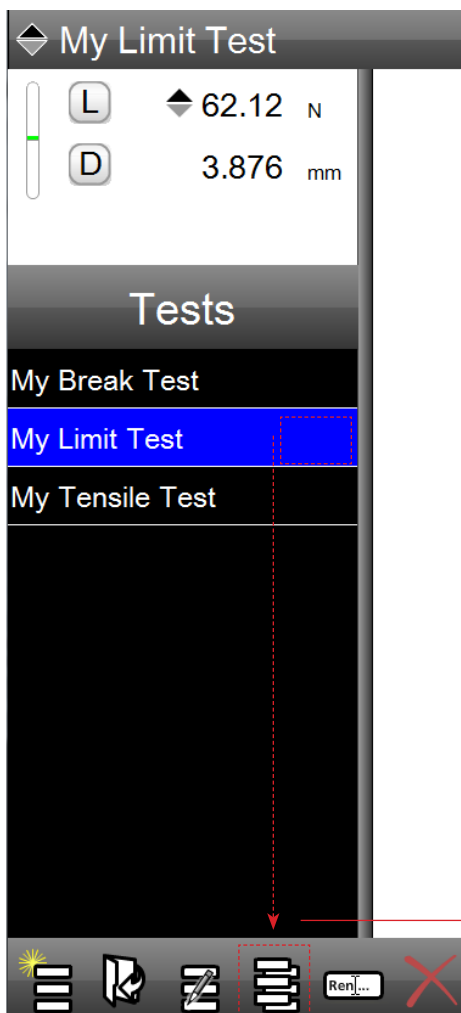 My Limit Test
L 62.12 N
D 3.876 mm
Tests
My Break Test
My Limit Test
My Tensile Test
Ren...